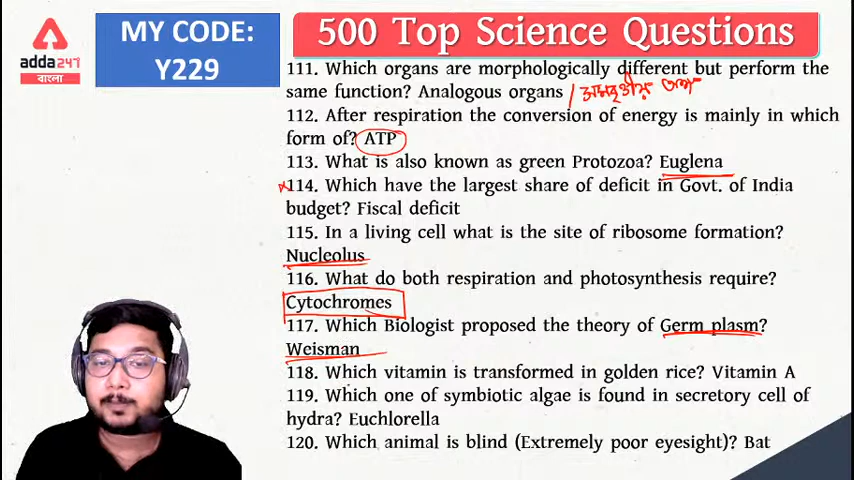 MY CODE:
Y229
adda247
বাংলা
500 Top Science Questions
111. Which organs are morphologically different but perform the
same function? Analogous organs
112. After respiration the conversion of energy is mainly in which
form of? ATP
113. What is also known as green Protozoa? Euglena
114. Which have the largest share of deficit in Govt. of India
budget? Fiscal deficit
115. In a living cell what is the site of ribosome formation?
Nucleolus
116. What do both respiration and photosynthesis require?
Cytochromes
117. Which Biologist proposed the theory of Germ plasm?
Weisman
118. Which vitamin is transformed in golden rice? Vitamin A
119. Which one of symbiotic algae is found in secretory cell of
hydra? Euchlorella
120. Which animal is blind (Extremely poor eyesight)? Bat